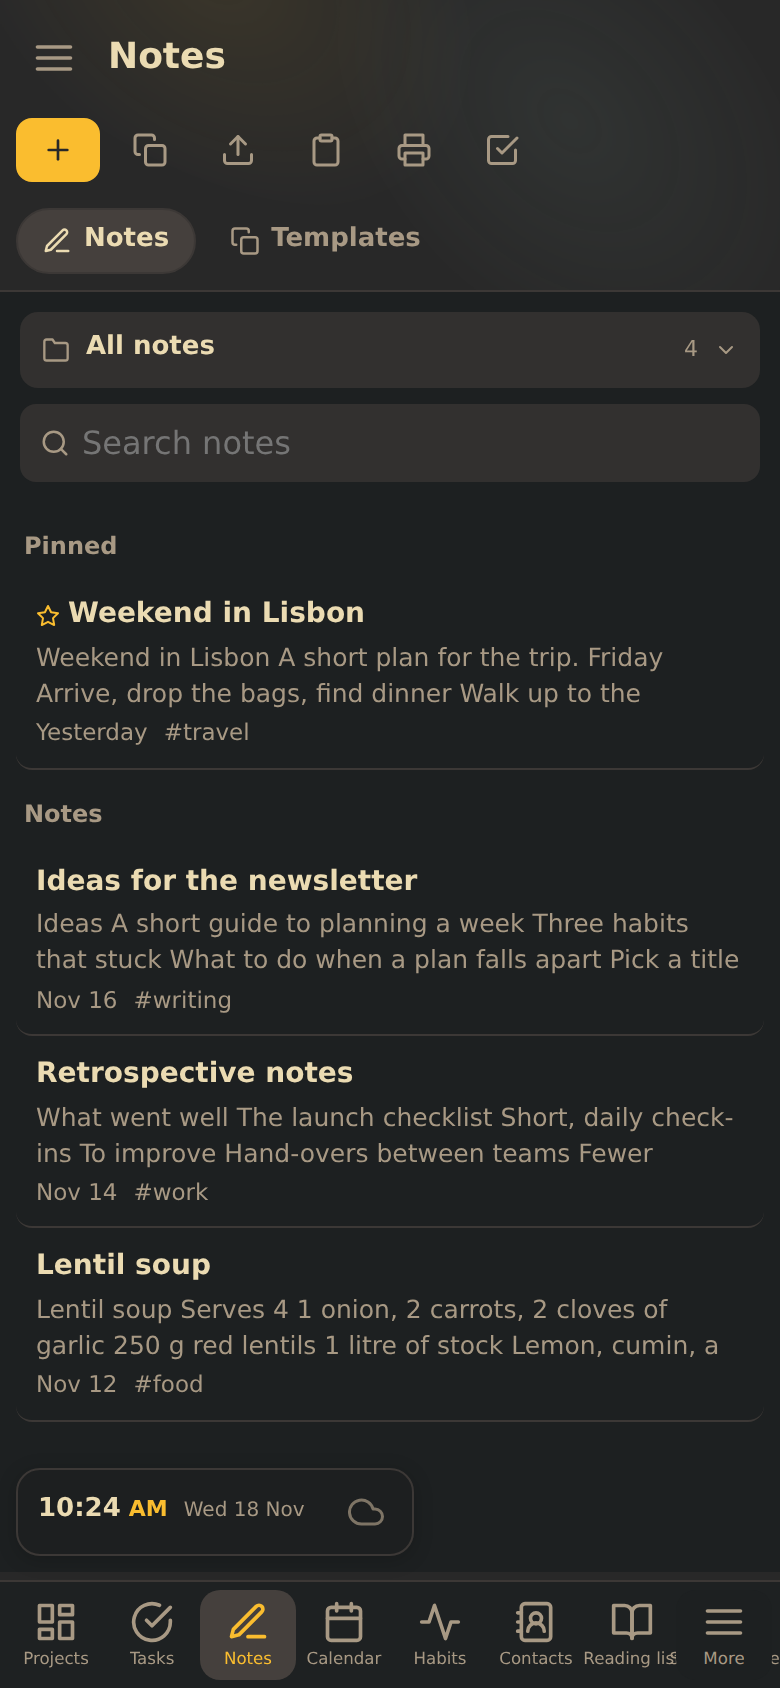 Notes
Notes
Templates
All notes
4
Search notes
Pinned
Weekend in Lisbon
Weekend in Lisbon A short plan for the trip. Friday
Arrive, drop the bags, find dinner Walk up to the
Yesterday #travel
Notes
Ideas for the newsletter
Ideas A short guide to planning a week Three habits
that stuck What to do when a plan falls apart Pick a title
Nov 16 #writing
Retrospective notes
What went well The launch checklist Short, daily check-
ins To improve Hand-overs between teams Fewer
Nov 14 #work
Lentil soup
Lentil soup Serves 4 1 onion, 2 carrots, 2 cloves of
garlic 250 g red lentils 1 litre of stock Lemon, cumin, a
Nov 12 #food
10:24 AM Wed 18 Nov
Projects
Tasks
Notes
Calendar
Habits
Contacts
Reading lis
More